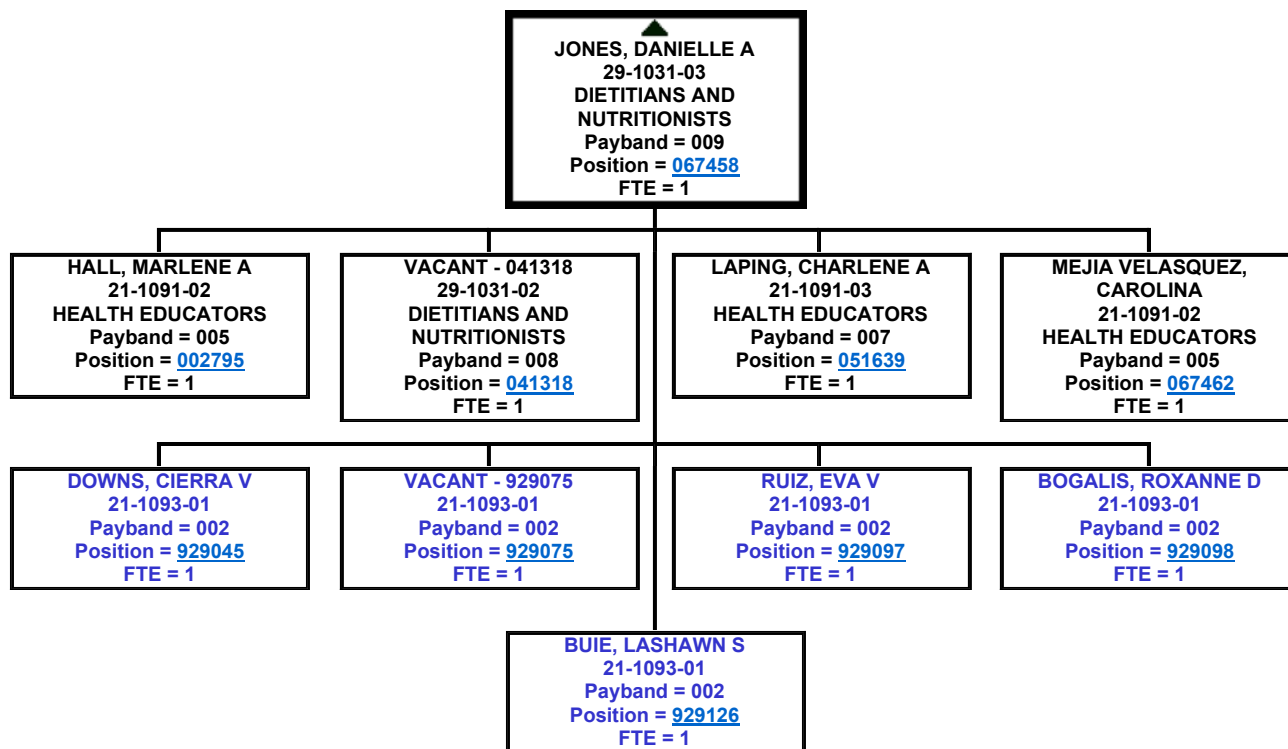 JONES, DANIELLE A
29-1031-03
DIETITIANS AND
NUTRITIONISTS
Payband = 009
Position = 067458
FTE = 1
HALL, MARLENE A
21-1091-02
HEALTH EDUCATORS
Payband = 005
Position = 002795
FTE = 1
VACANT - 041318
29-1031-02
DIETITIANS AND
NUTRITIONISTS
Payband = 008
Position = 041318
FTE = 1
LAPING, CHARLENE A
21-1091-03
HEALTH EDUCATORS
Payband = 007
Position = 051639
FTE = 1
MEJIA VELASQUEZ,
CAROLINA
21-1091-02
HEALTH EDUCATORS
Payband = 005
Position = 067462
FTE = 1
DOWNS, CIERRA V
21-1093-01
Payband = 002
Position = 929045
FTE = 1
VACANT - 929075
21-1093-01
Payband = 002
Position = 929075
FTE = 1
RUIZ, EVA V
21-1093-01
Payband = 002
Position = 929097
FTE = 1
BOGALIS, ROXANNE D
21-1093-01
Payband = 002
Position = 929098
FTE = 1
BUIE, LASHAWN S
21-1093-01
Payband = 002
Position = 929126
FTE = 1